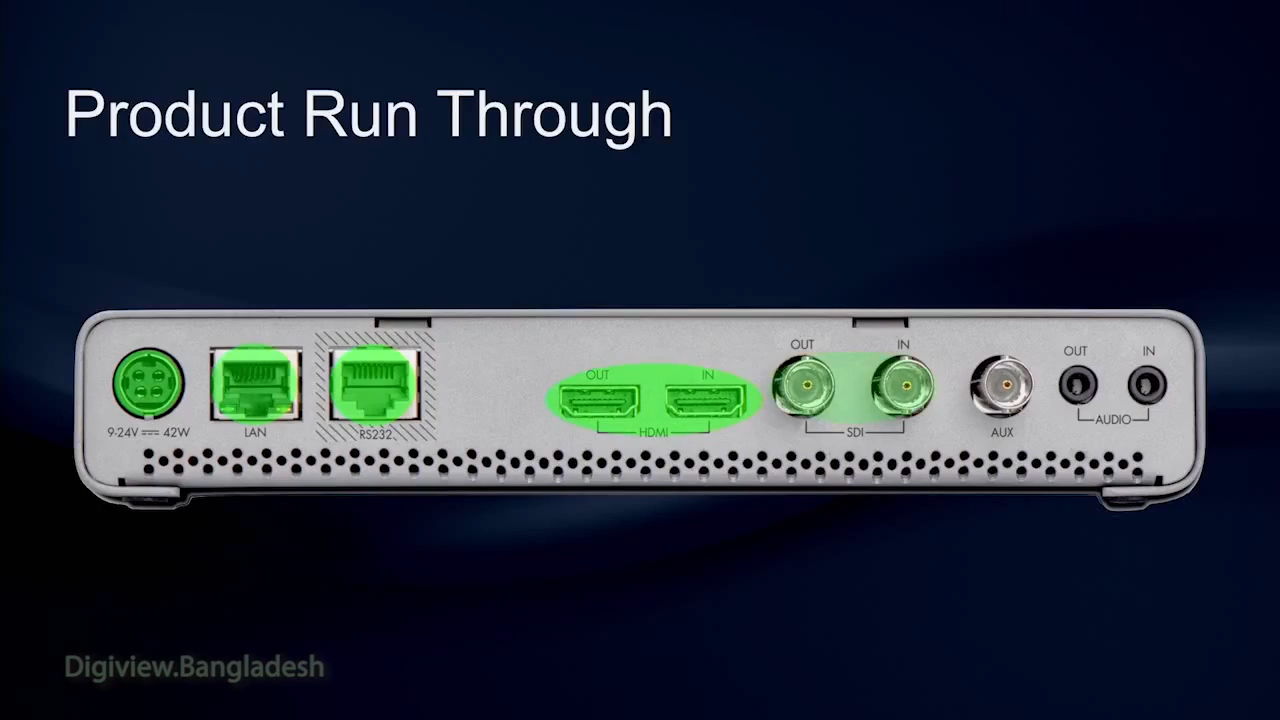 Product Run Through
OUT IN OUT IN
OUT IN
9-24V ⎓ 42W LAN RS232 HDMI SDI AUX AUDIO
Digiview.Bangladesh